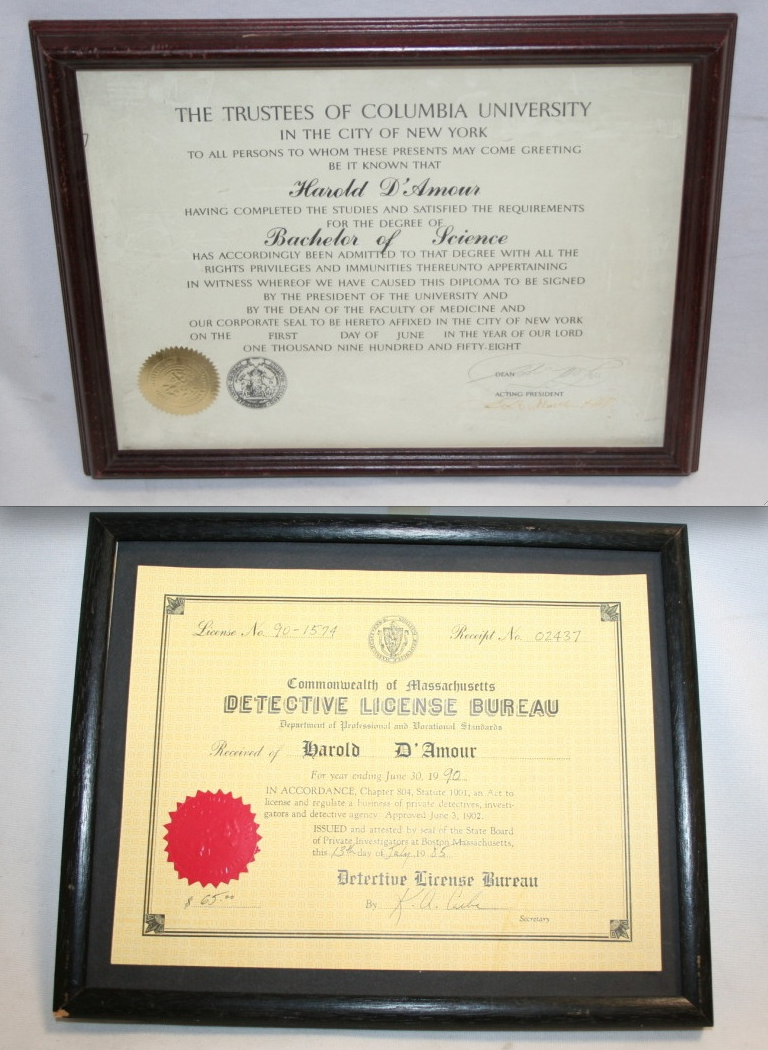 THE TRUSTEES OF COLUMBIA UNIVERSITY
IN THE CITY OF NEW YORK
TO ALL PERSONS TO WHOM THESE PRESENTS MAY COME GREETING
BE IT KNOWN THAT
Harold D'Amour
HAVING COMPLETED THE STUDIES AND SATISFIED THE REQUIREMENTS
FOR THE DEGREE OF
Bachelor of Science
HAS ACCORDINGLY BEEN ADMITTED TO THAT DEGREE WITH ALL THE
RIGHTS PRIVILEGES AND IMMUNITIES THEREUNTO APPERTAINING
IN WITNESS WHEREOF WE HAVE CAUSED THIS DIPLOMA TO BE SIGNED
BY THE PRESIDENT OF THE UNIVERSITY AND
BY THE DEAN OF THE FACULTY OF MEDICINE AND
OUR CORPORATE SEAL TO BE HERETO AFFIXED IN THE CITY OF NEW YORK
ON THE FIRST DAY OF JUNE IN THE YEAR OF OUR LORD
ONE THOUSAND NINE HUNDRED AND FIFTY-EIGHT
DEAN
ACTING PRESIDENT
License No. 90-1574 Receipt No. 02437
Commonwealth of Massachusetts
DETECTIVE LICENSE BUREAU
Department of Professional and Vocational Standards
Received of Harold D'Amour
For year ending June 30, 1990
IN ACCORDANCE, Chapter 804, Statute 1001, an Act to
license and regulate a business of private detectives, investi-
gators and detective agency. Approved June 3, 1902.
ISSUED and attested by seal of the State Board
of Private Investigators at Boston, Massachusetts,
this 13th day of July, 1985
Detective License Bureau
$ 65.00
By
Secretary